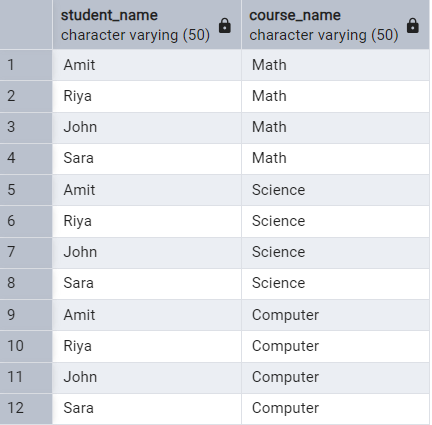 student_name course_name
character varying (50) character varying (50)
1 Amit Math
2 Riya Math
3 John Math
4 Sara Math
5 Amit Science
6 Riya Science
7 John Science
8 Sara Science
9 Amit Computer
10 Riya Computer
11 John Computer
12 Sara Computer